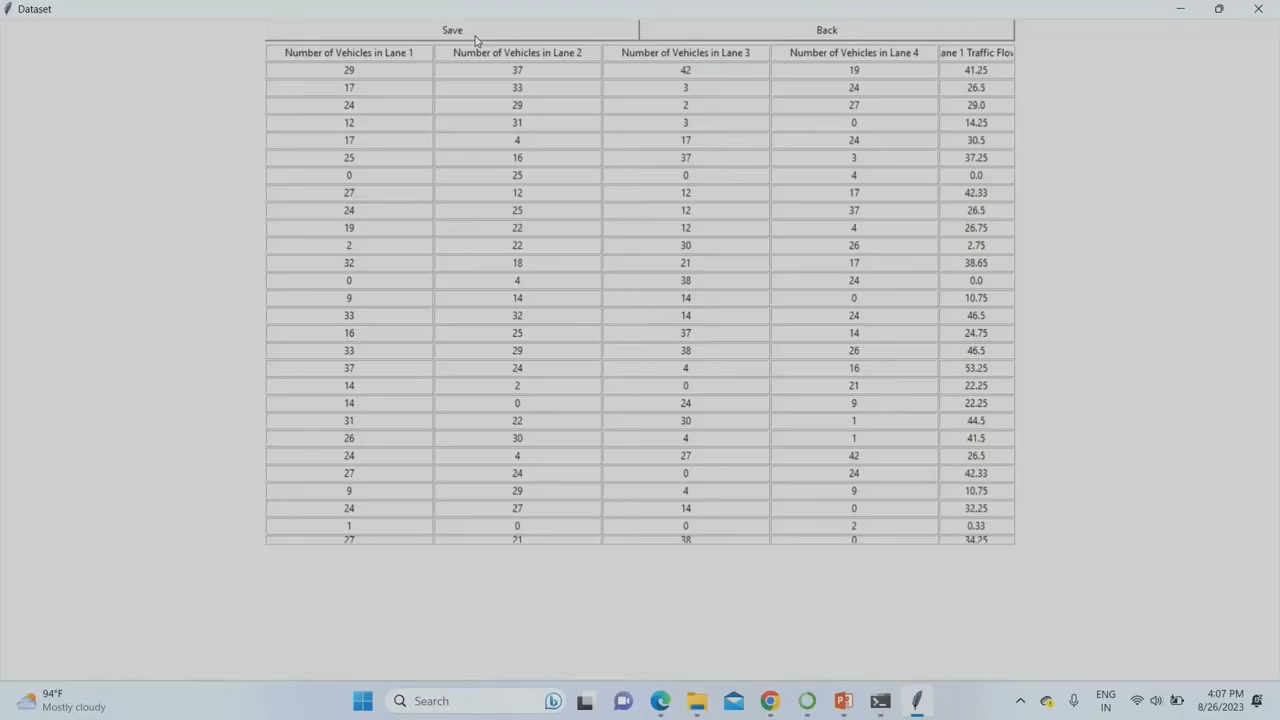 Dataset
Save Back
Number of Vehicles in Lane 1 Number of Vehicles in Lane 2 Number of Vehicles in Lane 3 Number of Vehicles in Lane 4 ane 1 Traffic Flov
29 37 42 19 41.25
17 33 3 24 26.5
24 29 2 27 29.0
12 31 3 0 14.25
17 4 17 24 30.5
25 16 37 3 37.25
0 25 0 4 0.0
27 12 12 17 42.33
24 25 12 37 26.5
19 22 12 4 26.75
2 22 30 26 2.75
32 18 21 17 38.65
0 4 38 24 0.0
9 14 14 0 10.75
33 32 14 24 46.5
16 25 37 14 24.75
33 29 38 26 46.5
37 24 4 16 53.25
14 2 0 21 22.25
14 0 24 9 22.25
31 22 30 1 44.5
26 30 4 1 41.5
24 4 27 42 26.5
27 24 0 24 42.33
9 29 4 9 10.75
24 27 14 0 32.25
1 0 0 2 0.33
27 21 38 0 34.25
94°F
Mostly cloudy
Search
ENG
IN
4:07 PM
8/26/2023